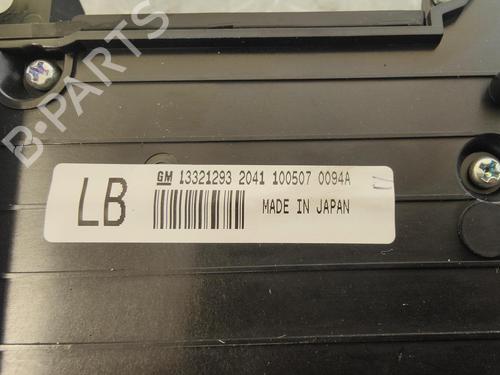 B-PARTS
GM 13321293 2041 100507 0094A
LB
MADE IN JAPAN